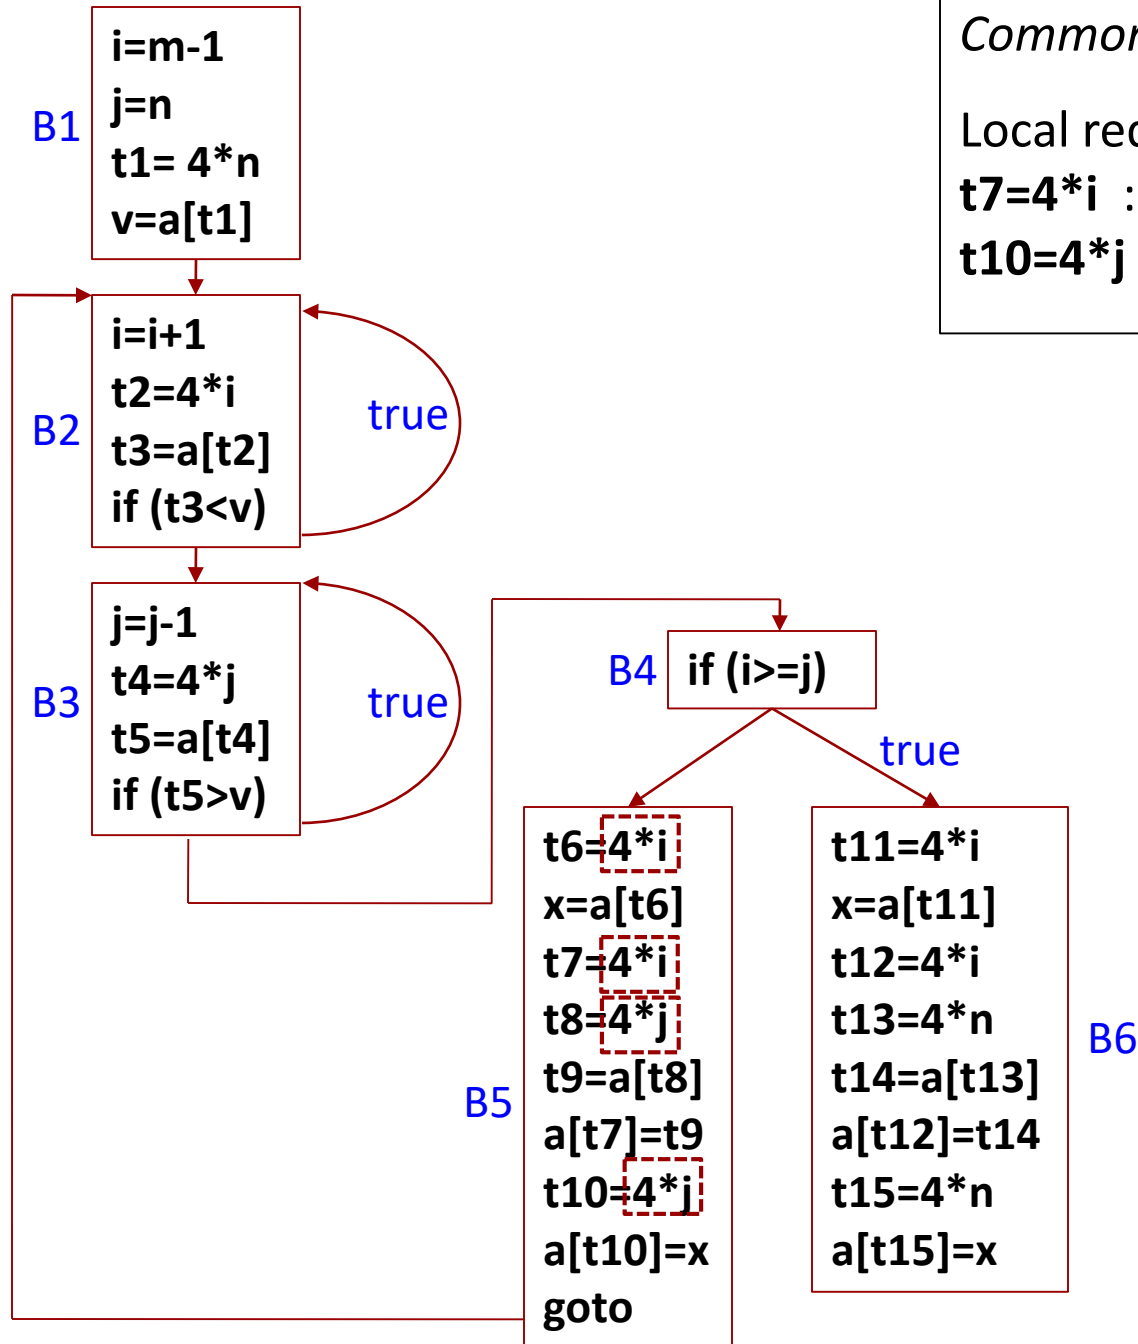 B1
i=m-1
j=n
t1= 4*n
v=a[t1]
Local
t7=4*i :
t10=4*j
B2
i=i+1
t2=4*i
t3=a[t2]
if (t3<v)
true
B3
j=j-1
t4=4*j
t5=a[t4]
if (t5>v)
true
B4
if (i>=j)
true
B5
t6=4*i
x=a[t6]
t7=4*i
t8=4*j
t9=a[t8]
a[t7]=t9
t10=4*j
a[t10]=x
goto
t11=4*i
x=a[t11]
t12=4*i
t13=4*n
t14=a[t13]
a[t12]=t14
t15=4*n
a[t15]=x
B6